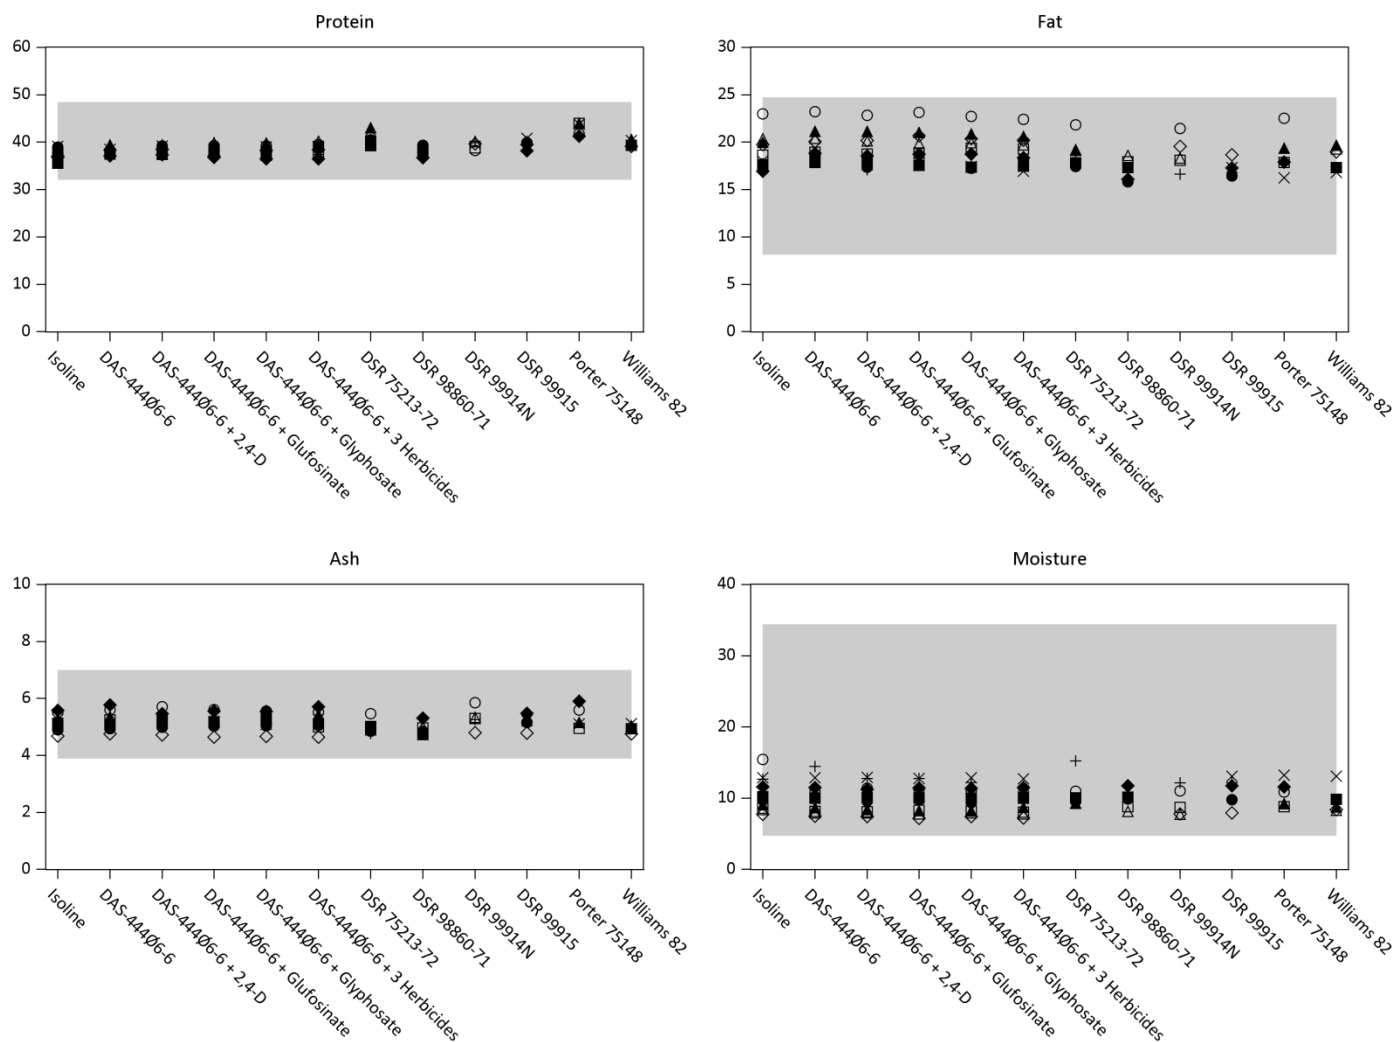 Protein
60
50
40
30
20
10
0
Isoline
DAS-444Ø6-6
DAS-444Ø6-6 + 2,4-D
DAS-444Ø6-6 + Glufosinate
DAS-444Ø6-6 + Glyphosate
DAS-444Ø6-6 + 3 Herbicides
DSR 75213-72
DSR 98860-71
DSR 99914N
DSR 99915
Porter 75148
Williams 82
Fat
30
25
20
15
10
5
0
Isoline
DAS-444Ø6-6
DAS-444Ø6-6 + 2,4-D
DAS-444Ø6-6 + Glufosinate
DAS-444Ø6-6 + Glyphosate
DAS-444Ø6-6 + 3 Herbicides
DSR 75213-72
DSR 98860-71
DSR 99914N
DSR 99915
Porter 75148
Williams 82
Ash
10
8
6
4
2
0
Isoline
DAS-444Ø6-6
DAS-444Ø6-6 + 2,4-D
DAS-444Ø6-6 + Glufosinate
DAS-444Ø6-6 + Glyphosate
DAS-444Ø6-6 + 3 Herbicides
DSR 75213-72
DSR 98860-71
DSR 99914N
DSR 99915
Porter 75148
Williams 82
Moisture
40
30
20
10
0
Isoline
DAS-444Ø6-6
DAS-444Ø6-6 + 2,4-D
DAS-444Ø6-6 + Glufosinate
DAS-444Ø6-6 + Glyphosate
DAS-444Ø6-6 + 3 Herbicides
DSR 75213-72
DSR 98860-71
DSR 99914N
DSR 99915
Porter 75148
Williams 82